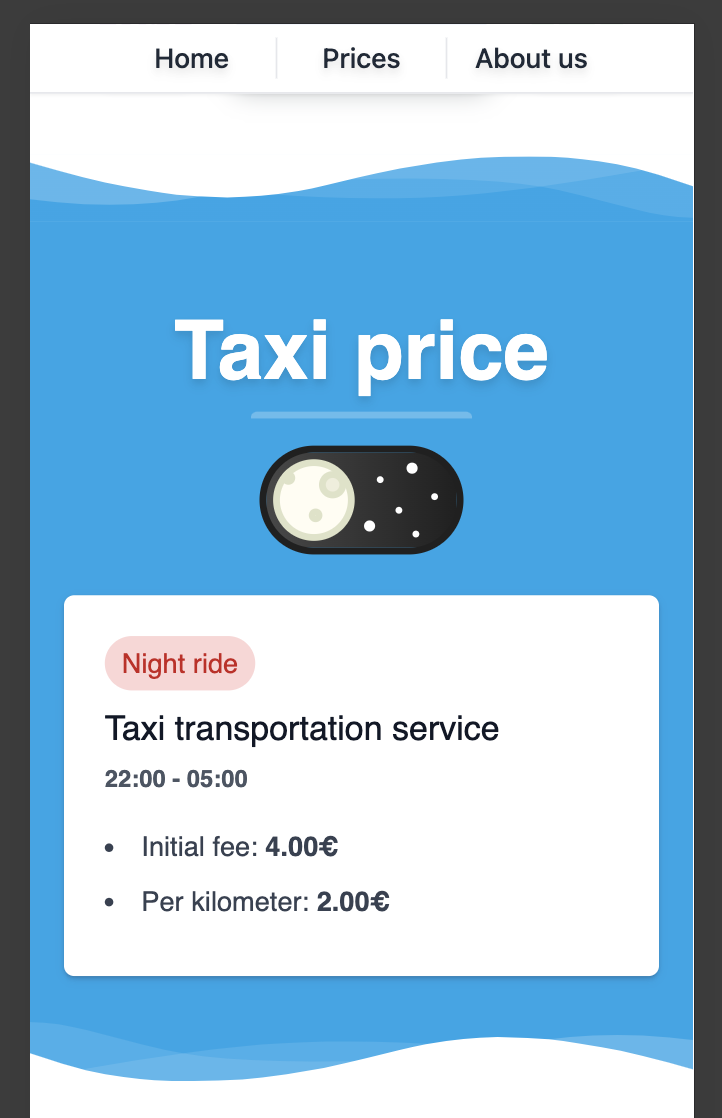 Home Prices About us
Taxi price
Night ride
Taxi transportation service
22:00 - 05:00
• Initial fee: 4.00€
• Per kilometer: 2.00€